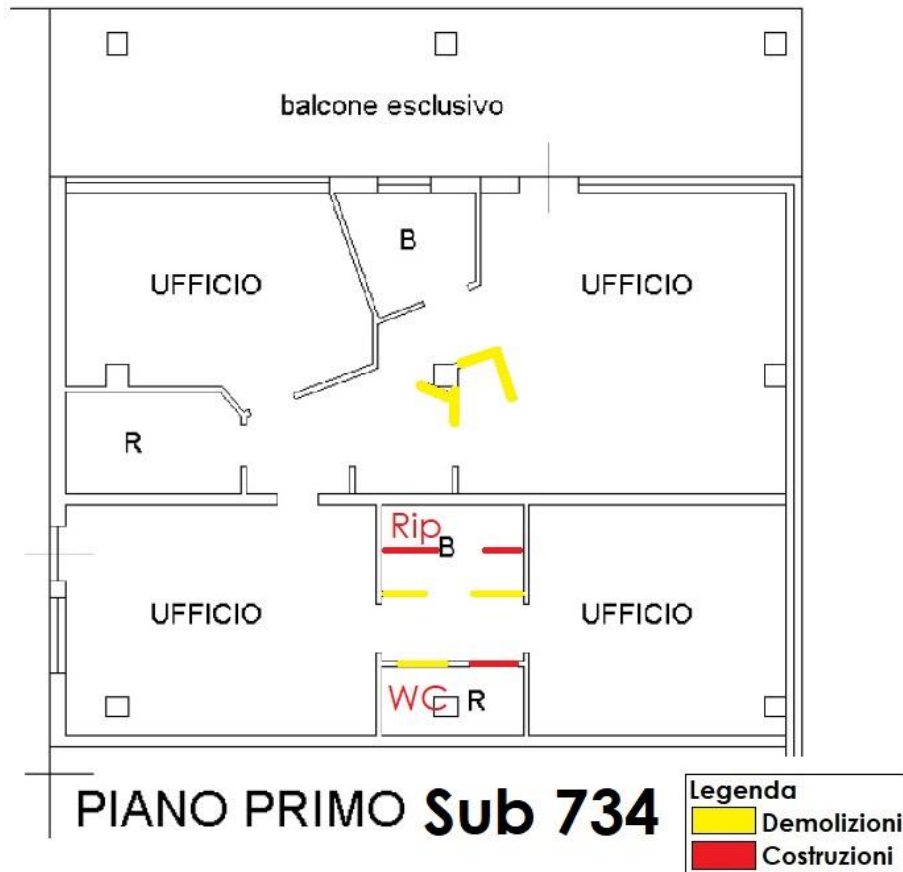 balcone esclusivo
B
UFFICIO
UFFICIO
R
Rip
B
UFFICIO
UFFICIO
WC
R
PIANO PRIMO Sub 734
Legenda
Demolizioni
Costruzioni